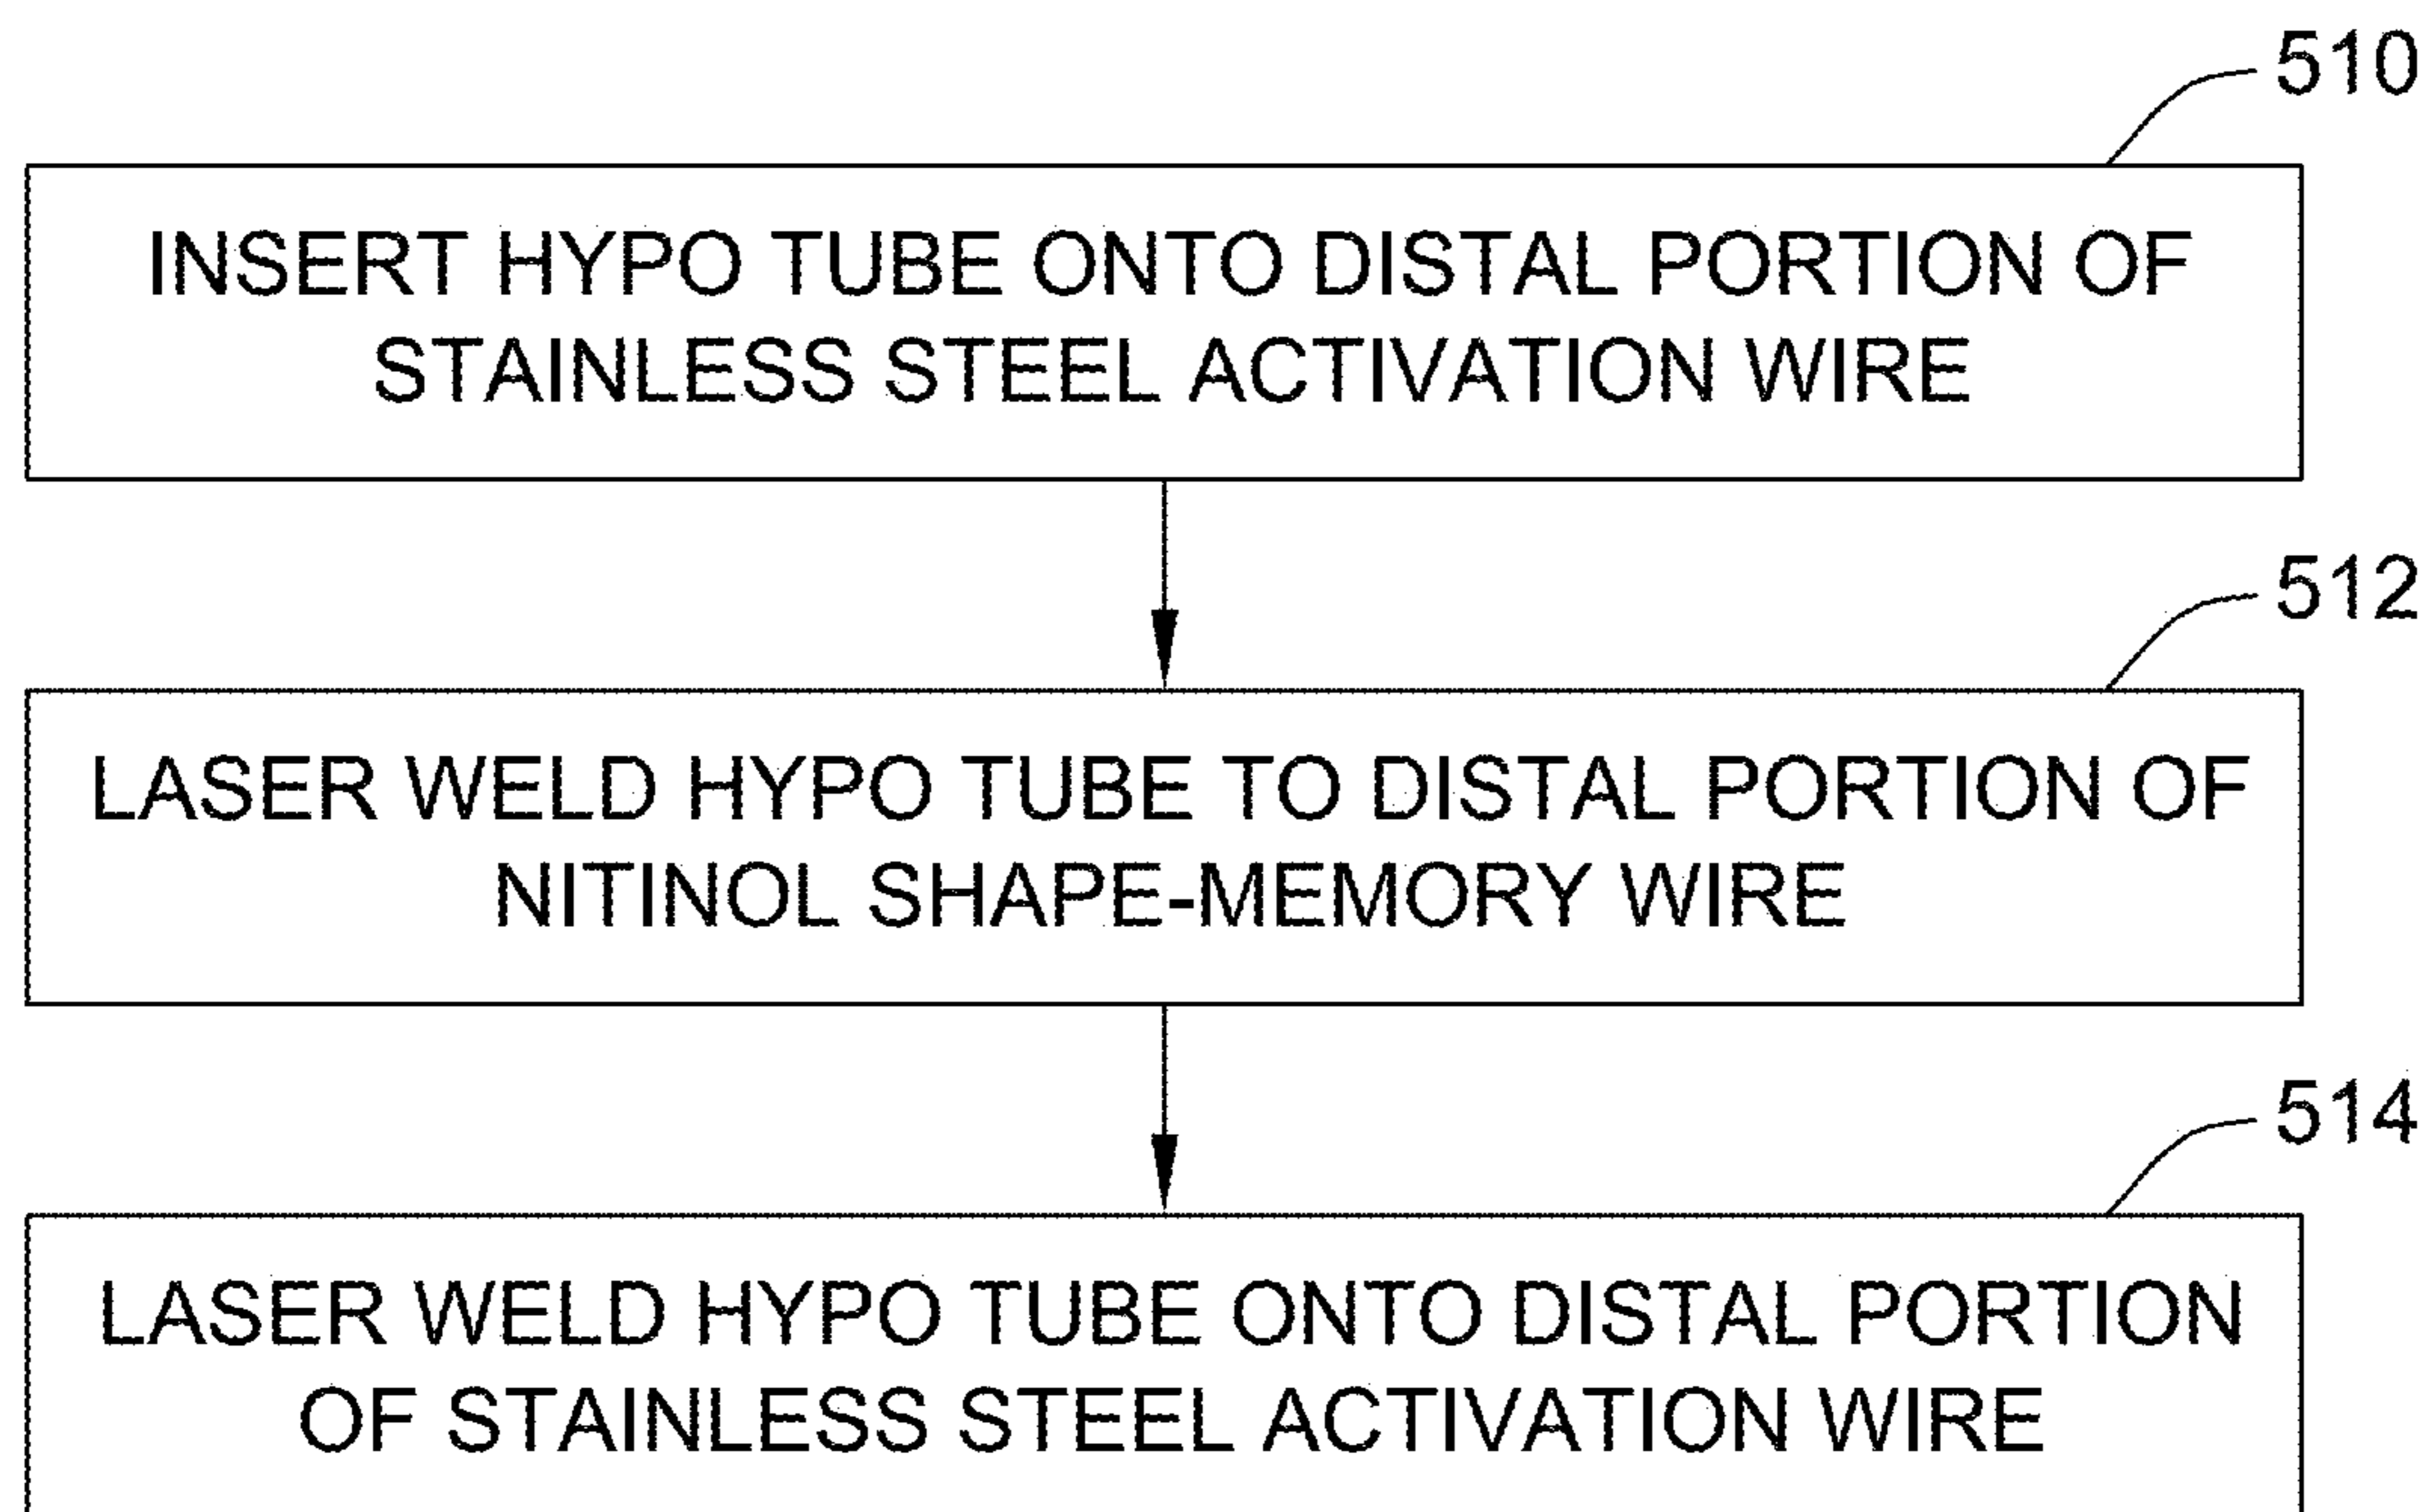 510
INSERT HYPO TUBE ONTO DISTAL PORTION OF
STAINLESS STEEL ACTIVATION WIRE
512
LASER WELD HYPO TUBE TO DISTAL PORTION OF
NITINOL SHAPE-MEMORY WIRE
514
LASER WELD HYPO TUBE ONTO DISTAL PORTION
OF STAINLESS STEEL ACTIVATION WIRE